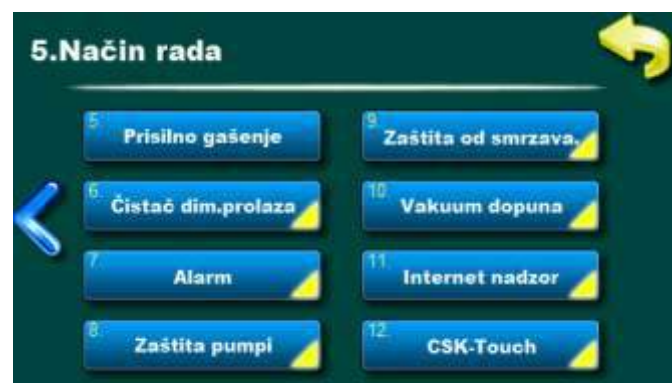 5.Način rada
5.
Prisilno gašenje
6.
Čistač dim.prolaza
7.
Alarm
8.
Zaštita pumpi
9.
Zaštita od smrzava.
10
Vakuum dopuna
11.
Internet nadzor
12.
CSK-Touch